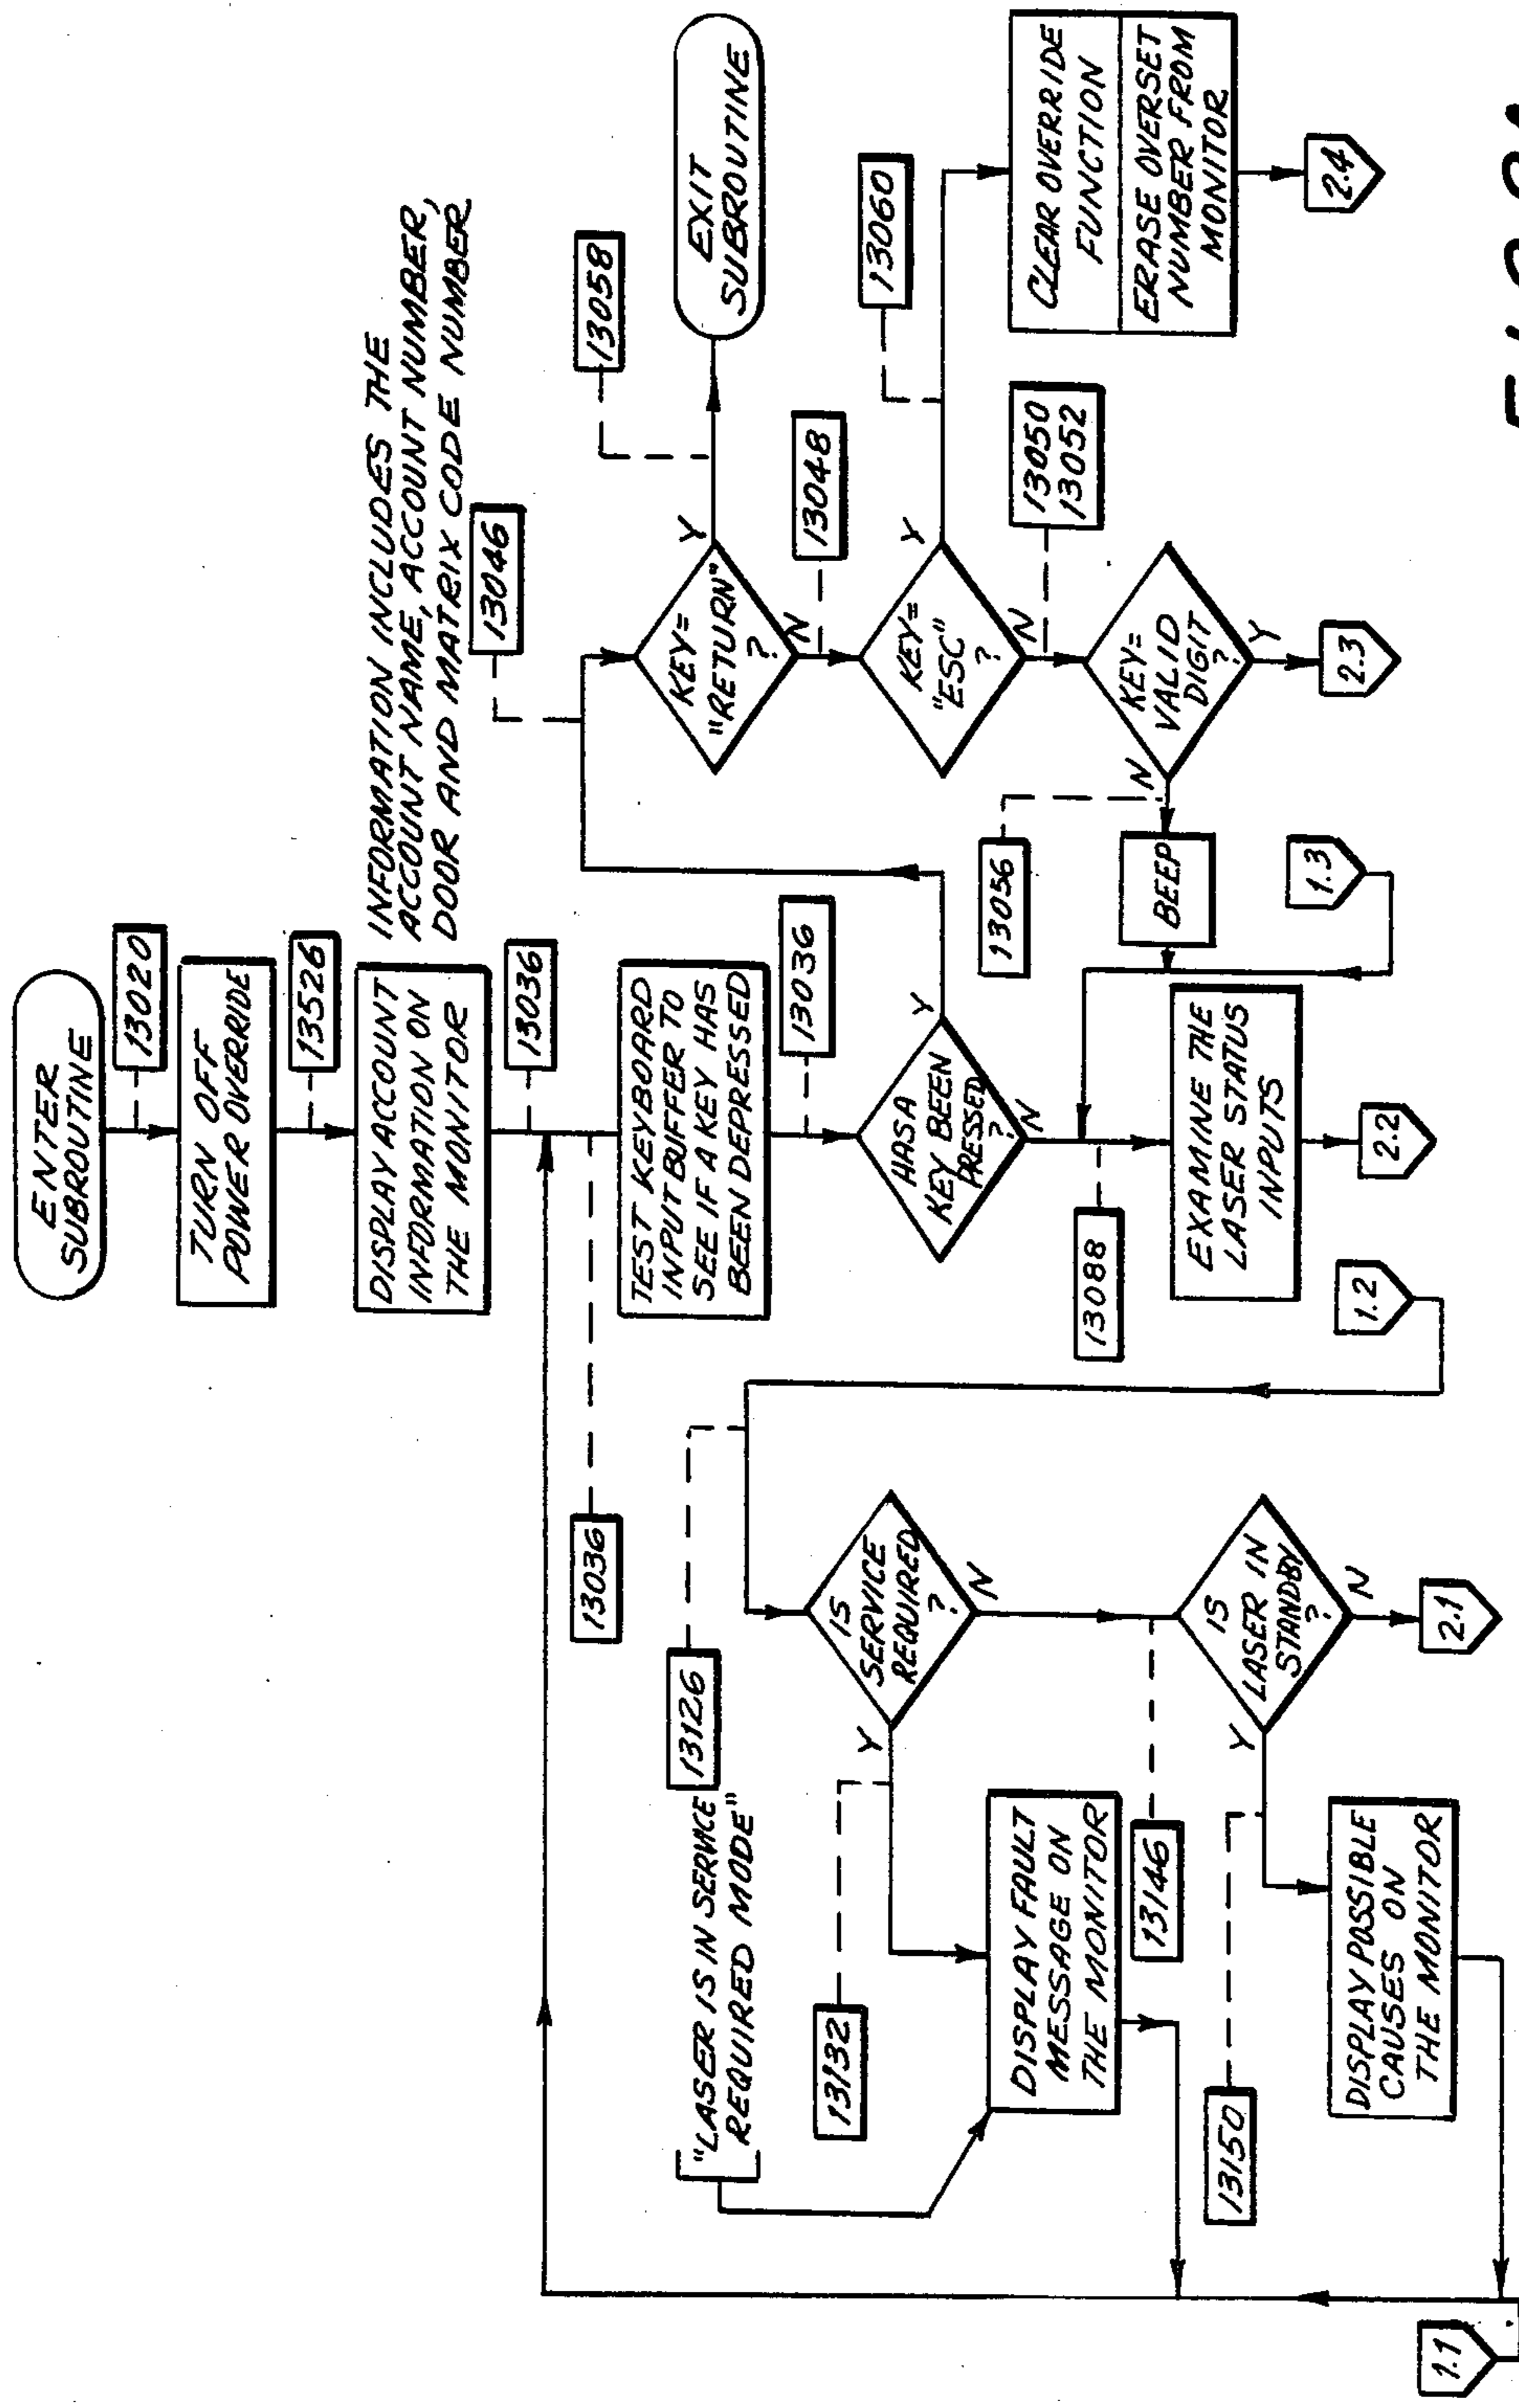 ENTER
SUBROUTINE
13020
TURN OFF
POWER OVERRIDE
13526
DISPLAY ACCOUNT
INFORMATION ON
THE MONITOR
INFORMATION INCLUDES THE
ACCOUNT NAME, ACCOUNT NUMBER,
DOOR AND MATRIX CODE NUMBER
13036
13036
TEST KEYBOARD
INPUT BUFFER TO
SEE IF A KEY HAS
BEEN DEPRESSED
13036
HAS A
KEY BEEN
PRESSED
?
Y
N
13046
KEY=
"RETURN"
?
Y
N
13058
EXIT
SUBROUTINE
13048
KEY=
"ESC"
?
Y
N
13060
CLEAR OVERRIDE
FUNCTION
ERASE OVERSET
NUMBER FROM
MONITOR
2.4
13050
13052
KEY=
VALID
DIGIT
?
N
Y
2.3
13056
BEEP
1.3
13088
EXAMINE THE
LASER STATUS
INPUTS
2.2
1.2
13126
"LASER IS IN SERVICE
REQUIRED MODE"
IS
SERVICE
REQUIRED
?
Y
N
13132
DISPLAY FAULT
MESSAGE ON
THE MONITOR
13146
IS
LASER IN
STANDBY
?
Y
N
2.1
13150
DISPLAY POSSIBLE
CAUSES ON
THE MONITOR
1.1